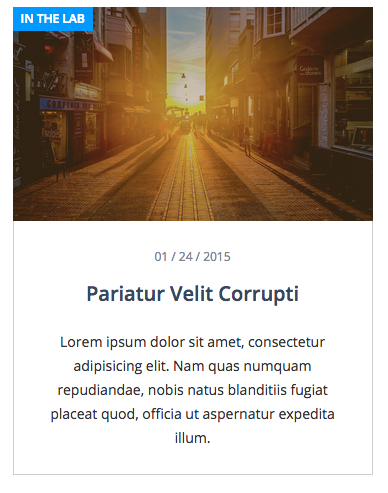 IN THE LAB
01 / 24 / 2015
Pariatur Velit Corrupti
Lorem ipsum dolor sit amet, consectetur
adipisicing elit. Nam quas numquam
repudiandae, nobis natus blanditiis fugiat
placeat quod, officia ut aspernatur expedita
illum.